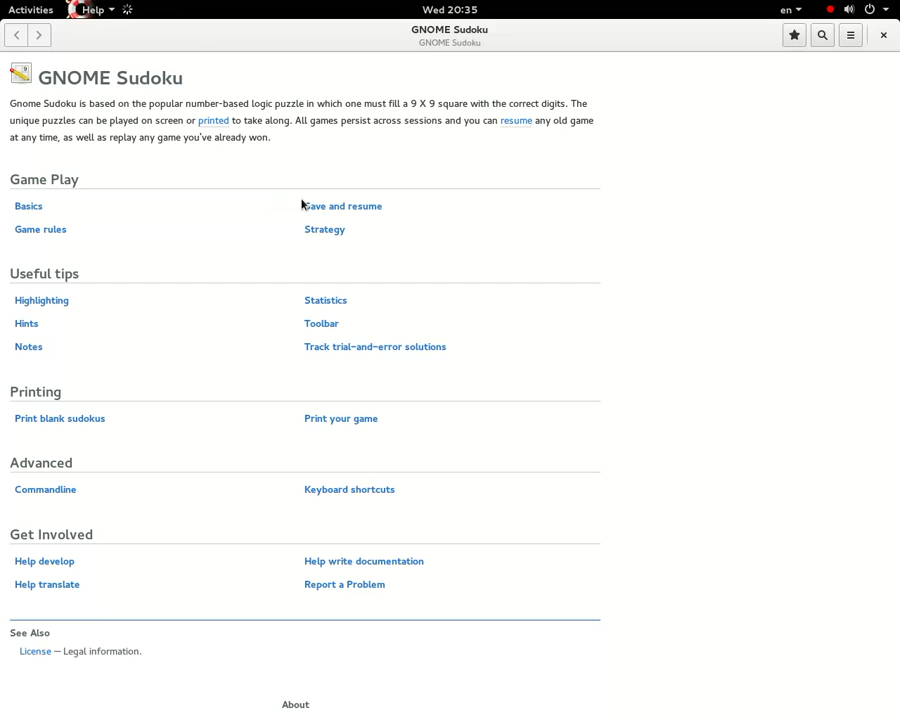 Activities Help Wed 20:35 en
GNOME Sudoku
GNOME Sudoku
GNOME Sudoku
Gnome Sudoku is based on the popular number-based logic puzzle in which one must fill a 9 X 9 square with the correct digits. The
unique puzzles can be played on screen or printed to take along. All games persist across sessions and you can resume any old game
at any time, as well as replay any game you've already won.
Game Play
Basics Save and resume
Game rules Strategy
Useful tips
Highlighting Statistics
Hints Toolbar
Notes Track trial-and-error solutions
Printing
Print blank sudokus Print your game
Advanced
Commandline Keyboard shortcuts
Get Involved
Help develop Help write documentation
Help translate Report a Problem
See Also
License — Legal information.
About